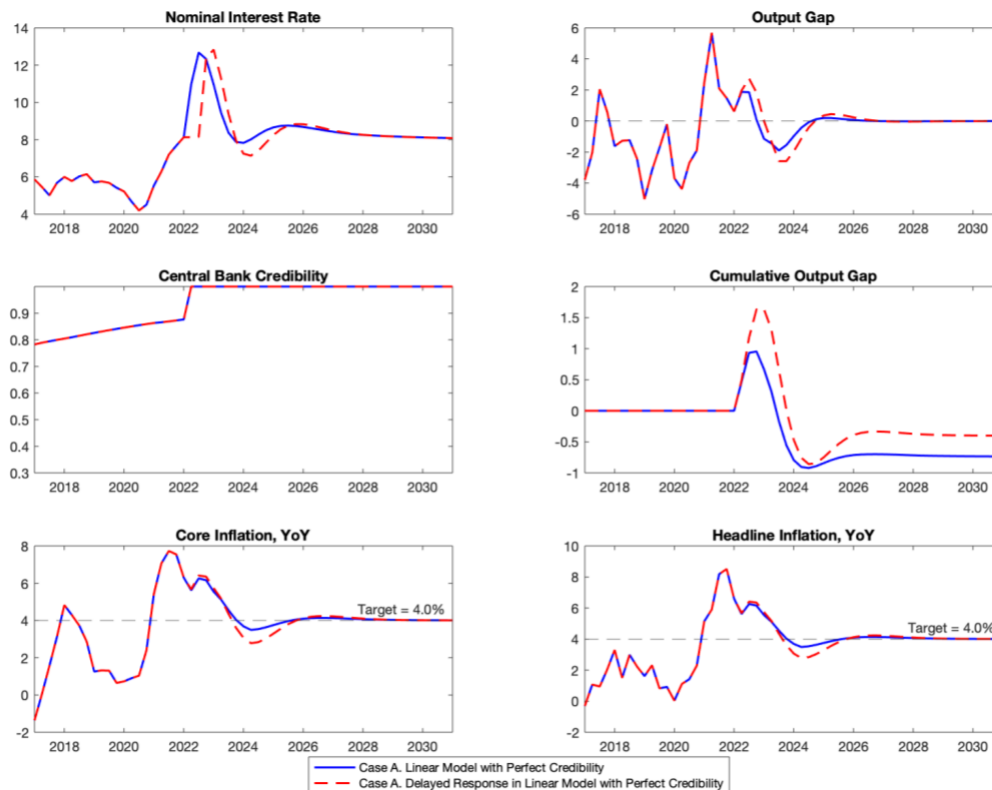 Nominal Interest Rate
14
12
10
8
6
4
2018 2020 2022 2024 2026 2028 2030
Output Gap
6
4
2
0
-2
-4
-6
2018 2020 2022 2024 2026 2028 2030
Central Bank Credibility
0.9
0.8
0.7
0.6
0.5
0.4
0.3
2018 2020 2022 2024 2026 2028 2030
Cumulative Output Gap
2
1.5
1
0.5
0
-0.5
-1
2018 2020 2022 2024 2026 2028 2030
Core Inflation, YoY
8
6
Target = 4.0%
4
2
0
-2
2018 2020 2022 2024 2026 2028 2030
Headline Inflation, YoY
10
8
6
Target = 4.0%
4
2
0
-2
2018 2020 2022 2024 2026 2028 2030
Case A. Linear Model with Perfect Credibility
Case A. Delayed Response in Linear Model with Perfect Credibility